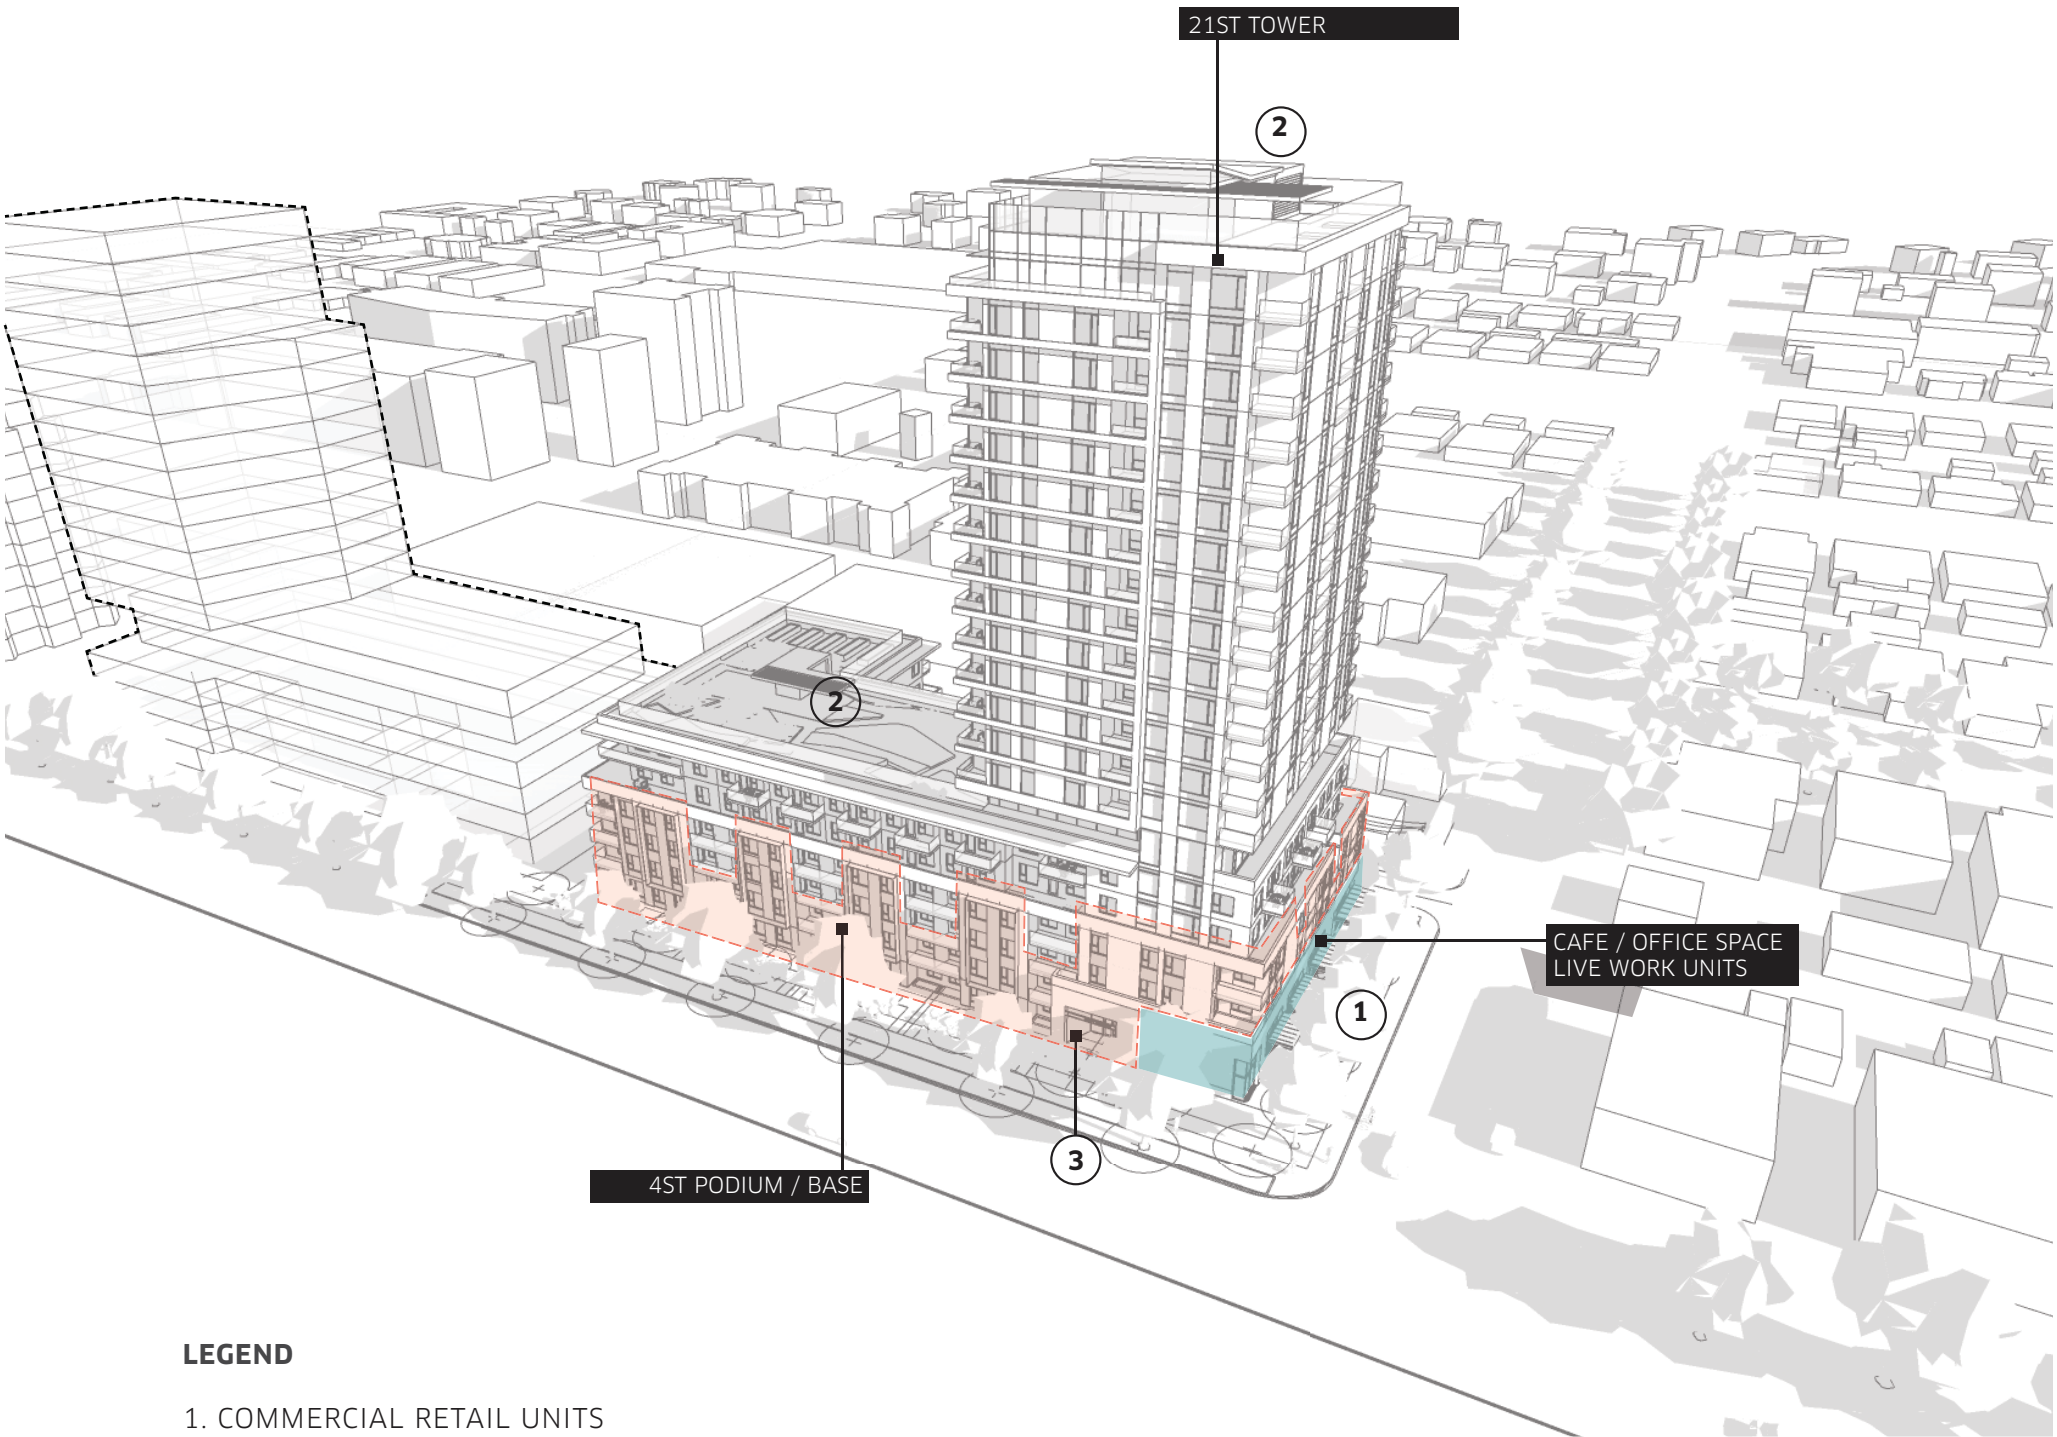 21ST TOWER
2
2
CAFE / OFFICE SPACE
LIVE WORK UNITS
1
3
4ST PODIUM / BASE
LEGEND
1. COMMERCIAL RETAIL UNITS